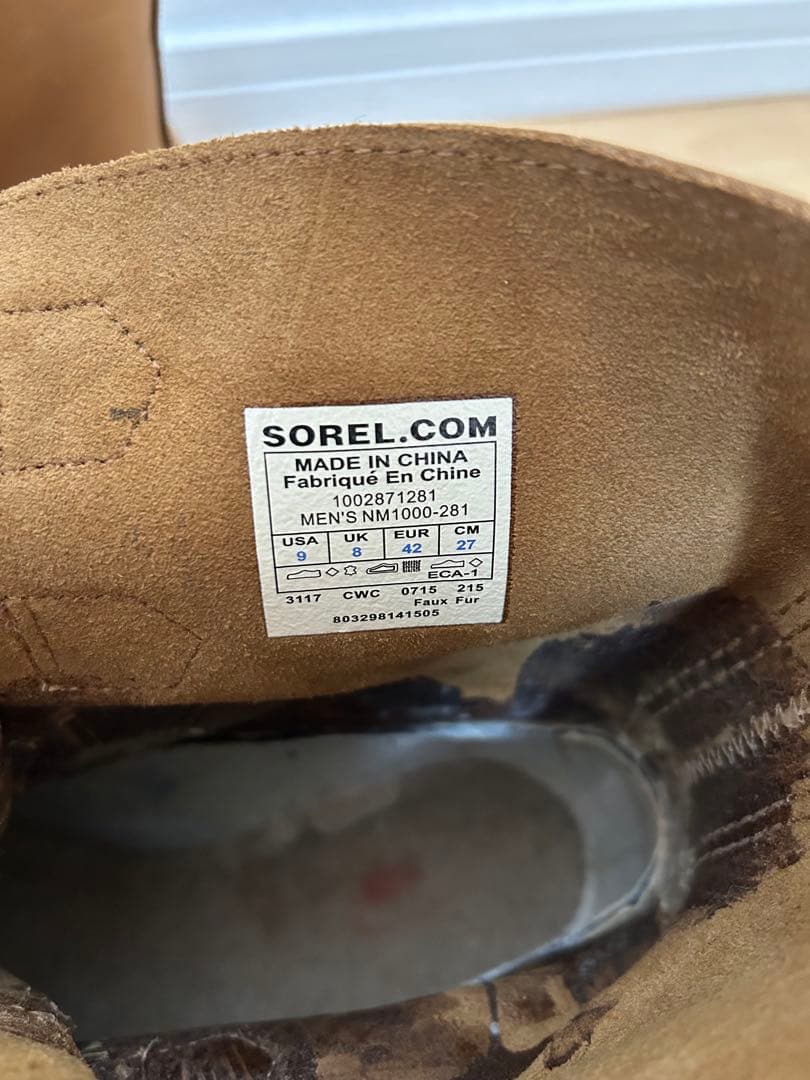 SOREL.COM
MADE IN CHINA
Fabriqué En Chine
1002871281
MEN'S NM1000-281
USA UK EUR CM
9 8 42 27
ECA-1
3117 CWC 0715 215
Faux Fur
803298141505